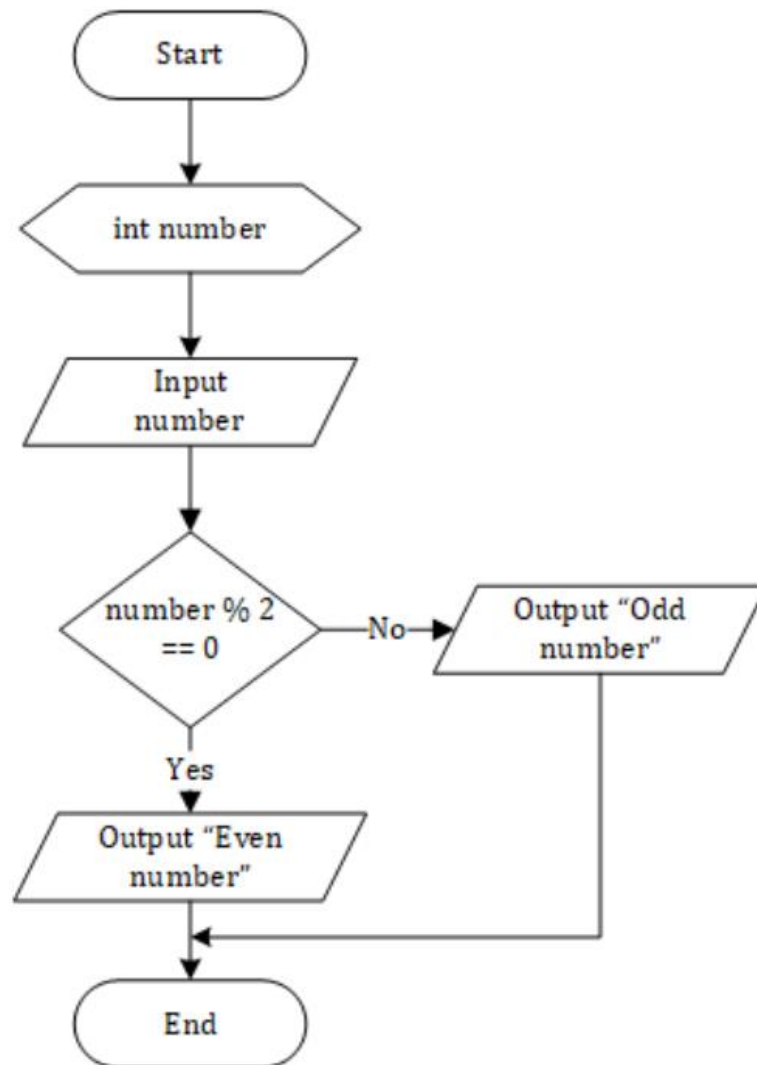 Start
int number
Input
number
number % 2
== 0
No
Output “Odd
number”
Yes
Output “Even
number”
End